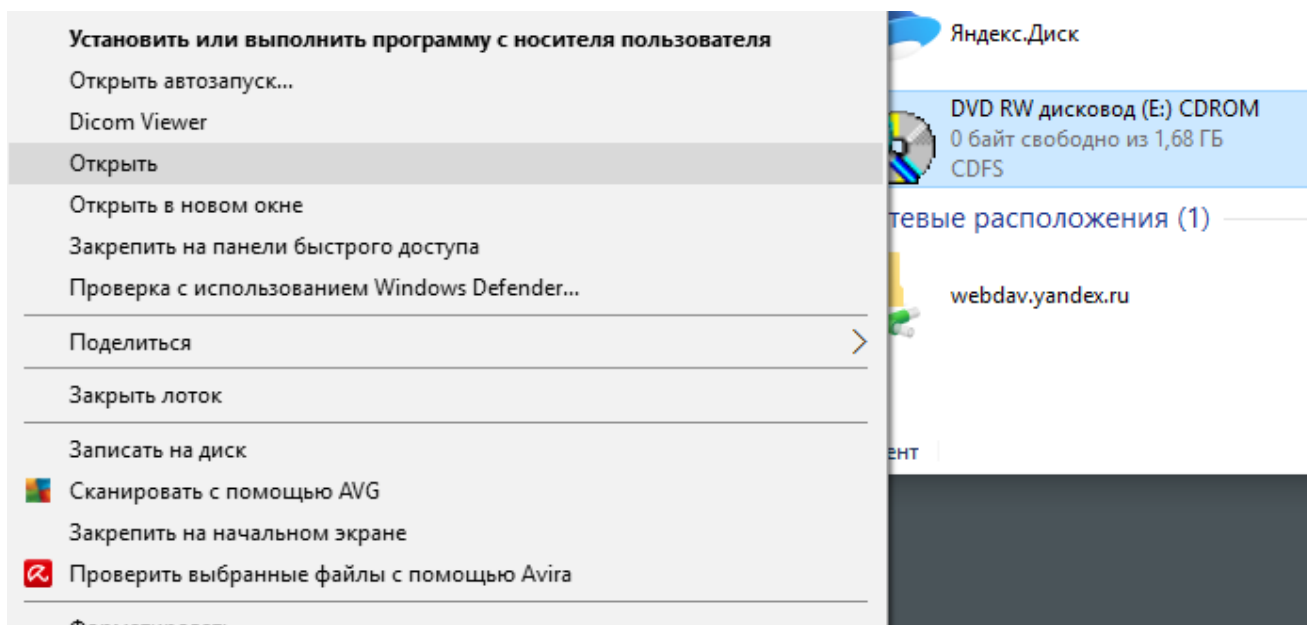 Установить или выполнить программу с носителя пользователя
Открыть автозапуск...
Dicom Viewer
Открыть
Открыть в новом окне
Закрепить на панели быстрого доступа
Проверка с использованием Windows Defender...
Поделиться
Закрыть лоток
Записать на диск
Сканировать с помощью AVG
Закрепить на начальном экране
Проверить выбранные файлы с помощью Avira
Яндекс.Диск
DVD RW дисковод (E:) CDROM
0 байт свободно из 1,68 ГБ
CDFS
тевые расположения (1)
webdav.yandex.ru
ент